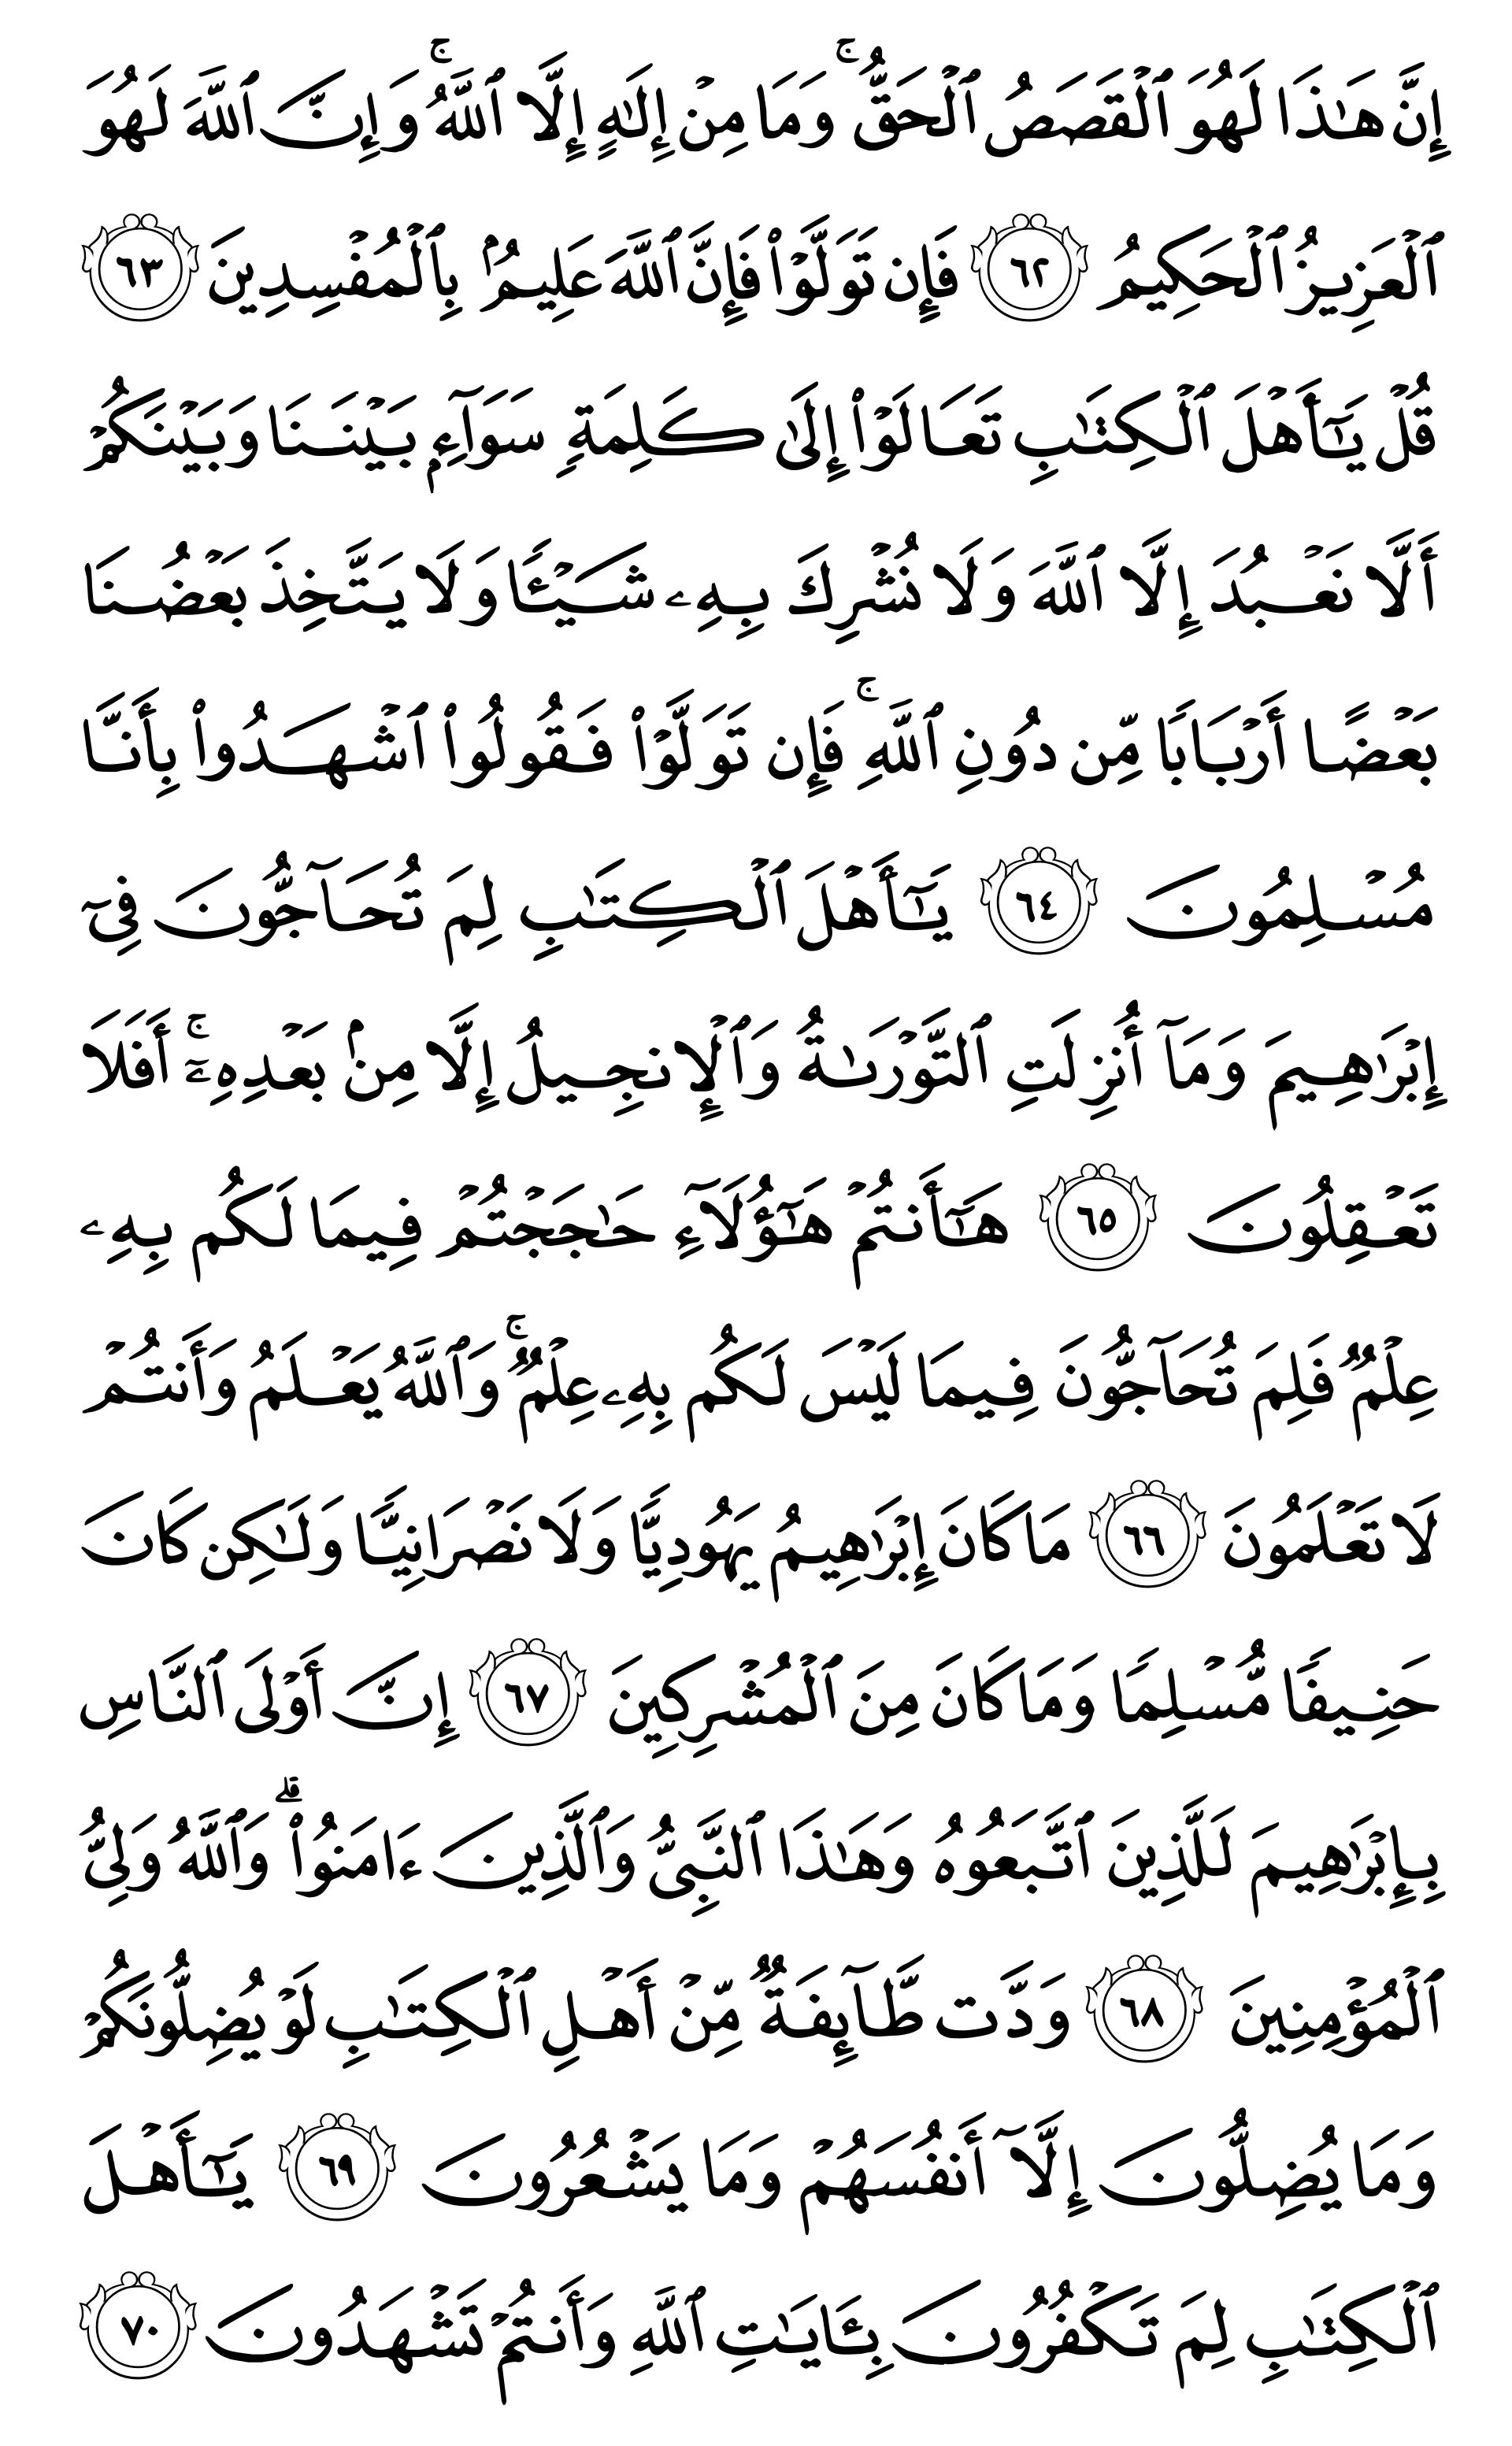 إِنَّ هَـٰذَا لَهُوَ ٱلْقَصَصُ ٱلْحَقُّ ۚ وَمَا مِنْ إِلَـٰهٍ إِلَّا ٱللَّهُ ۚ وَإِنَّ ٱللَّهَ لَهُوَ
ٱلْعَزِيزُ ٱلْحَكِيمُ ٦٢ فَإِن تَوَلَّوْا۟ فَإِنَّ ٱللَّهَ عَلِيمٌۢ بِٱلْمُفْسِدِينَ ٦٣
قُلْ يَـٰٓأَهْلَ ٱلْكِتَـٰبِ تَعَالَوْا۟ إِلَىٰ كَلِمَةٍ سَوَآءٍۭ بَيْنَنَا وَبَيْنَكُمْ
أَلَّا نَعْبُدَ إِلَّا ٱللَّهَ وَلَا نُشْرِكَ بِهِۦ شَيْـًٔا وَلَا يَتَّخِذَ بَعْضُنَا
بَعْضًا أَرْبَابًا مِّن دُونِ ٱللَّهِ ۚ فَإِن تَوَلَّوْا۟ فَقُولُوا۟ ٱشْهَدُوا۟ بِأَنَّا
مُسْلِمُونَ ٦٤ يَـٰٓأَهْلَ ٱلْكِتَـٰبِ لِمَ تُحَآجُّونَ فِىٓ
إِبْرَٰهِيمَ وَمَآ أُنزِلَتِ ٱلتَّوْرَىٰةُ وَٱلْإِنجِيلُ إِلَّا مِنۢ بَعْدِهِۦٓ ۚ أَفَلَا
تَعْقِلُونَ ٦٥ هَـٰٓأَنتُمْ هَـٰٓؤُلَآءِ حَـٰجَجْتُمْ فِيمَا لَكُم بِهِۦ
عِلْمٌ فَلِمَ تُحَآجُّونَ فِيمَا لَيْسَ لَكُم بِهِۦ عِلْمٌ ۚ وَٱللَّهُ يَعْلَمُ وَأَنتُمْ
لَا تَعْلَمُونَ ٦٦ مَا كَانَ إِبْرَٰهِيمُ يَهُودِيًّا وَلَا نَصْرَانِيًّا وَلَـٰكِن كَانَ
حَنِيفًا مُّسْلِمًا وَمَا كَانَ مِنَ ٱلْمُشْرِكِينَ ٦٧ إِنَّ أَوْلَى ٱلنَّاسِ
بِإِبْرَٰهِيمَ لَلَّذِينَ ٱتَّبَعُوهُ وَهَـٰذَا ٱلنَّبِىُّ وَٱلَّذِينَ ءَامَنُوا۟ ۗ وَٱللَّهُ وَلِىُّ
ٱلْمُؤْمِنِينَ ٦٨ وَدَّت طَّآئِفَةٌ مِّنْ أَهْلِ ٱلْكِتَـٰبِ لَوْ يُضِلُّونَكُمْ
وَمَا يُضِلُّونَ إِلَّآ أَنفُسَهُمْ وَمَا يَشْعُرُونَ ٦٩ يَـٰٓأَهْلَ
ٱلْكِتَـٰبِ لِمَ تَكْفُرُونَ بِـَٔايَـٰتِ ٱللَّهِ وَأَنتُمْ تَشْهَدُونَ ٧٠